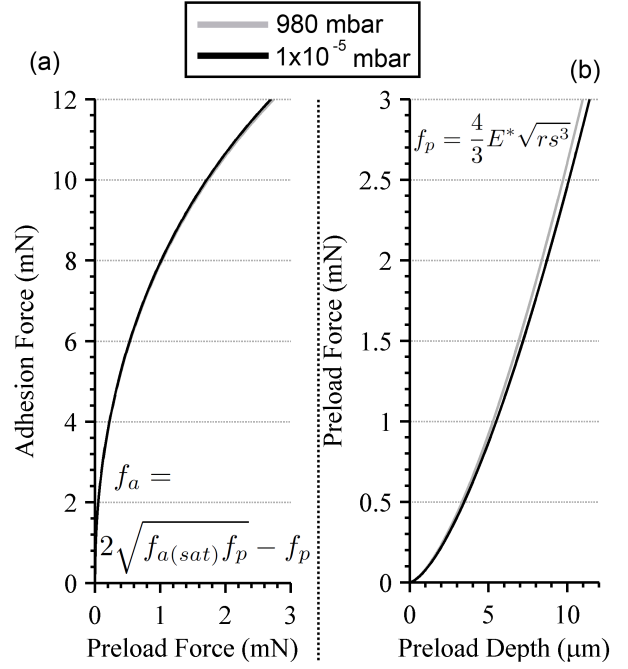 980 mbar
1x10⁻⁵ mbar
(a)
(b)
Adhesion Force (mN)
12
10
8
6
4
2
0
f_a =
2√(f_{a(sat)} f_p) − f_p
0 1 2 3
Preload Force (mN)
Preload Force (mN)
3
2.5
2
1.5
1
0.5
0
f_p = 4/3 E* √(rs³)
0 5 10
Preload Depth (μm)